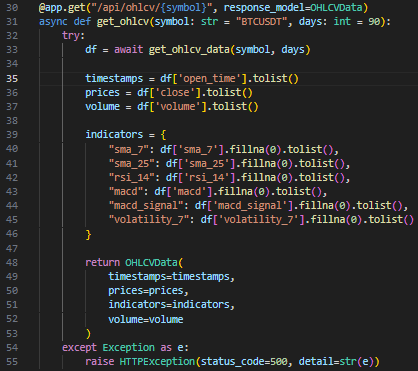 30 @app.get("/api/ohlcv/{symbol}", response_model=OHLCVData)
31 async def get_ohlcv(symbol: str = "BTCUSDT", days: int = 90):
32     try:
33         df = await get_ohlcv_data(symbol, days)
34
35         timestamps = df['open_time'].tolist()
36         prices = df['close'].tolist()
37         volume = df['volume'].tolist()
38
39         indicators = {
40             "sma_7": df['sma_7'].fillna(0).tolist(),
41             "sma_25": df['sma_25'].fillna(0).tolist(),
42             "rsi_14": df['rsi_14'].fillna(0).tolist(),
43             "macd": df['macd'].fillna(0).tolist(),
44             "macd_signal": df['macd_signal'].fillna(0).tolist(),
45             "volatility_7": df['volatility_7'].fillna(0).tolist()
46         }
47
48         return OHLCVData(
49             timestamps=timestamps,
50             prices=prices,
51             indicators=indicators,
52             volume=volume
53         )
54     except Exception as e:
55         raise HTTPException(status_code=500, detail=str(e))